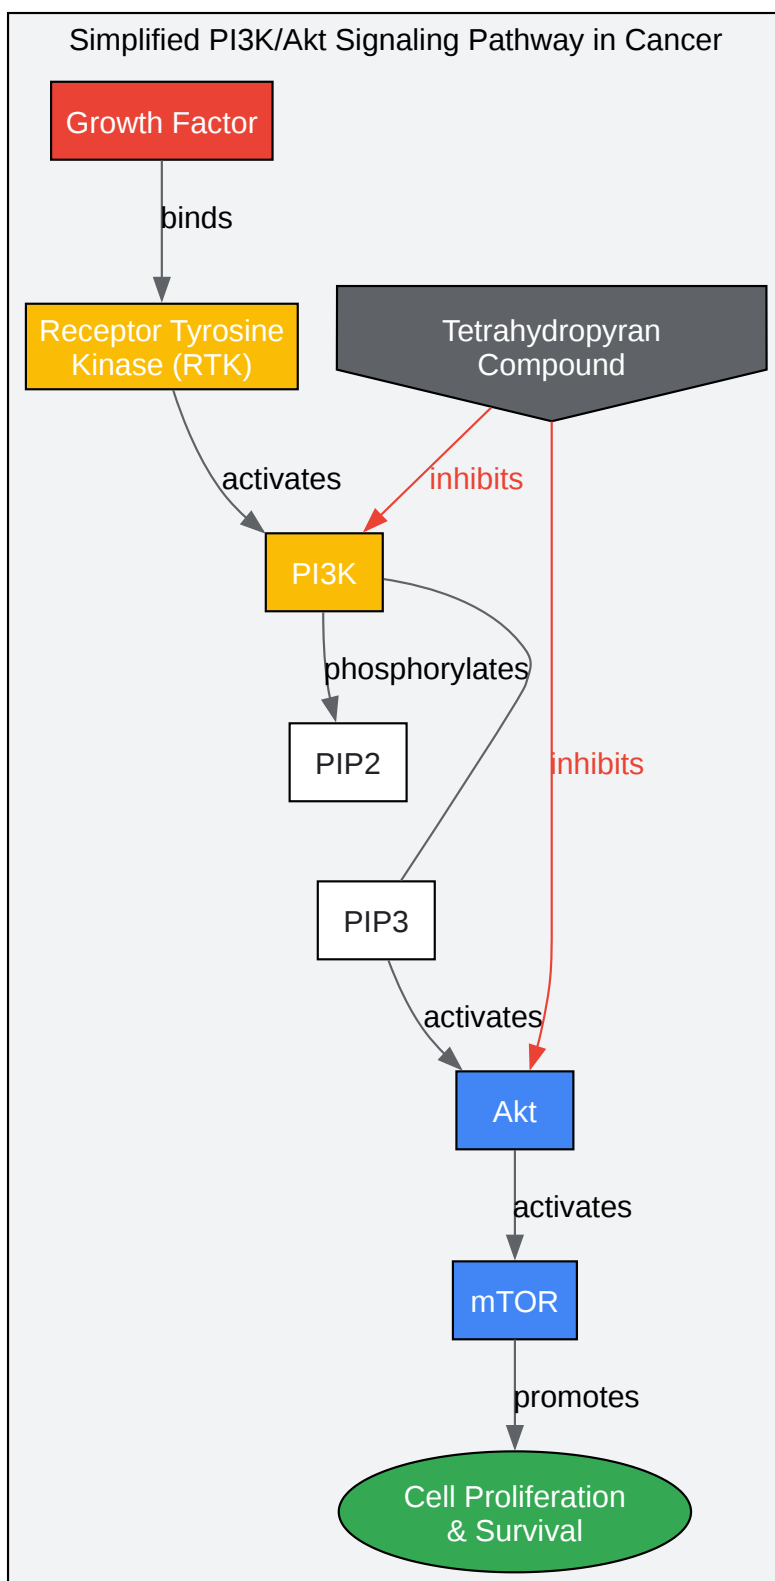 Simplified PI3K/Akt Signaling Pathway in Cancer
Growth Factor
binds
Receptor Tyrosine
Kinase (RTK)
Tetrahydropyran
Compound
activates
inhibits
PI3K
phosphorylates
PIP2
inhibits
PIP3
activates
Akt
activates
mTOR
promotes
Cell Proliferation
& Survival